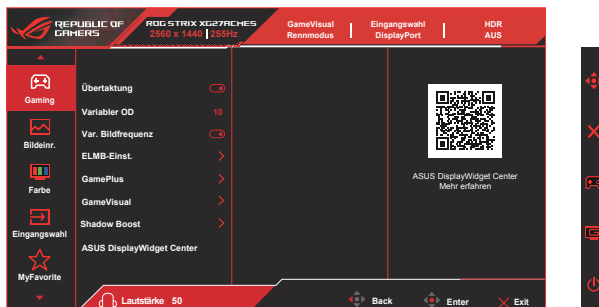 REPUBLIC OF
GAMERS
ROG STRIX XG27ACMES
2560 x 1440 255Hz
GameVisual
Rennmodus
Eingangswahl
DisplayPort
HDR
AUS
Gaming
Bildeinr.
Farbe
Eingangswahl
MyFavorite
Übertaktung
Variabler OD 10
Var. Bildfrequenz
ELMB-Einst.
GamePlus
GameVisual
Shadow Boost
ASUS DisplayWidget Center
ASUS DisplayWidget Center
Mehr erfahren
Lautstärke 50
Back
Enter
Exit